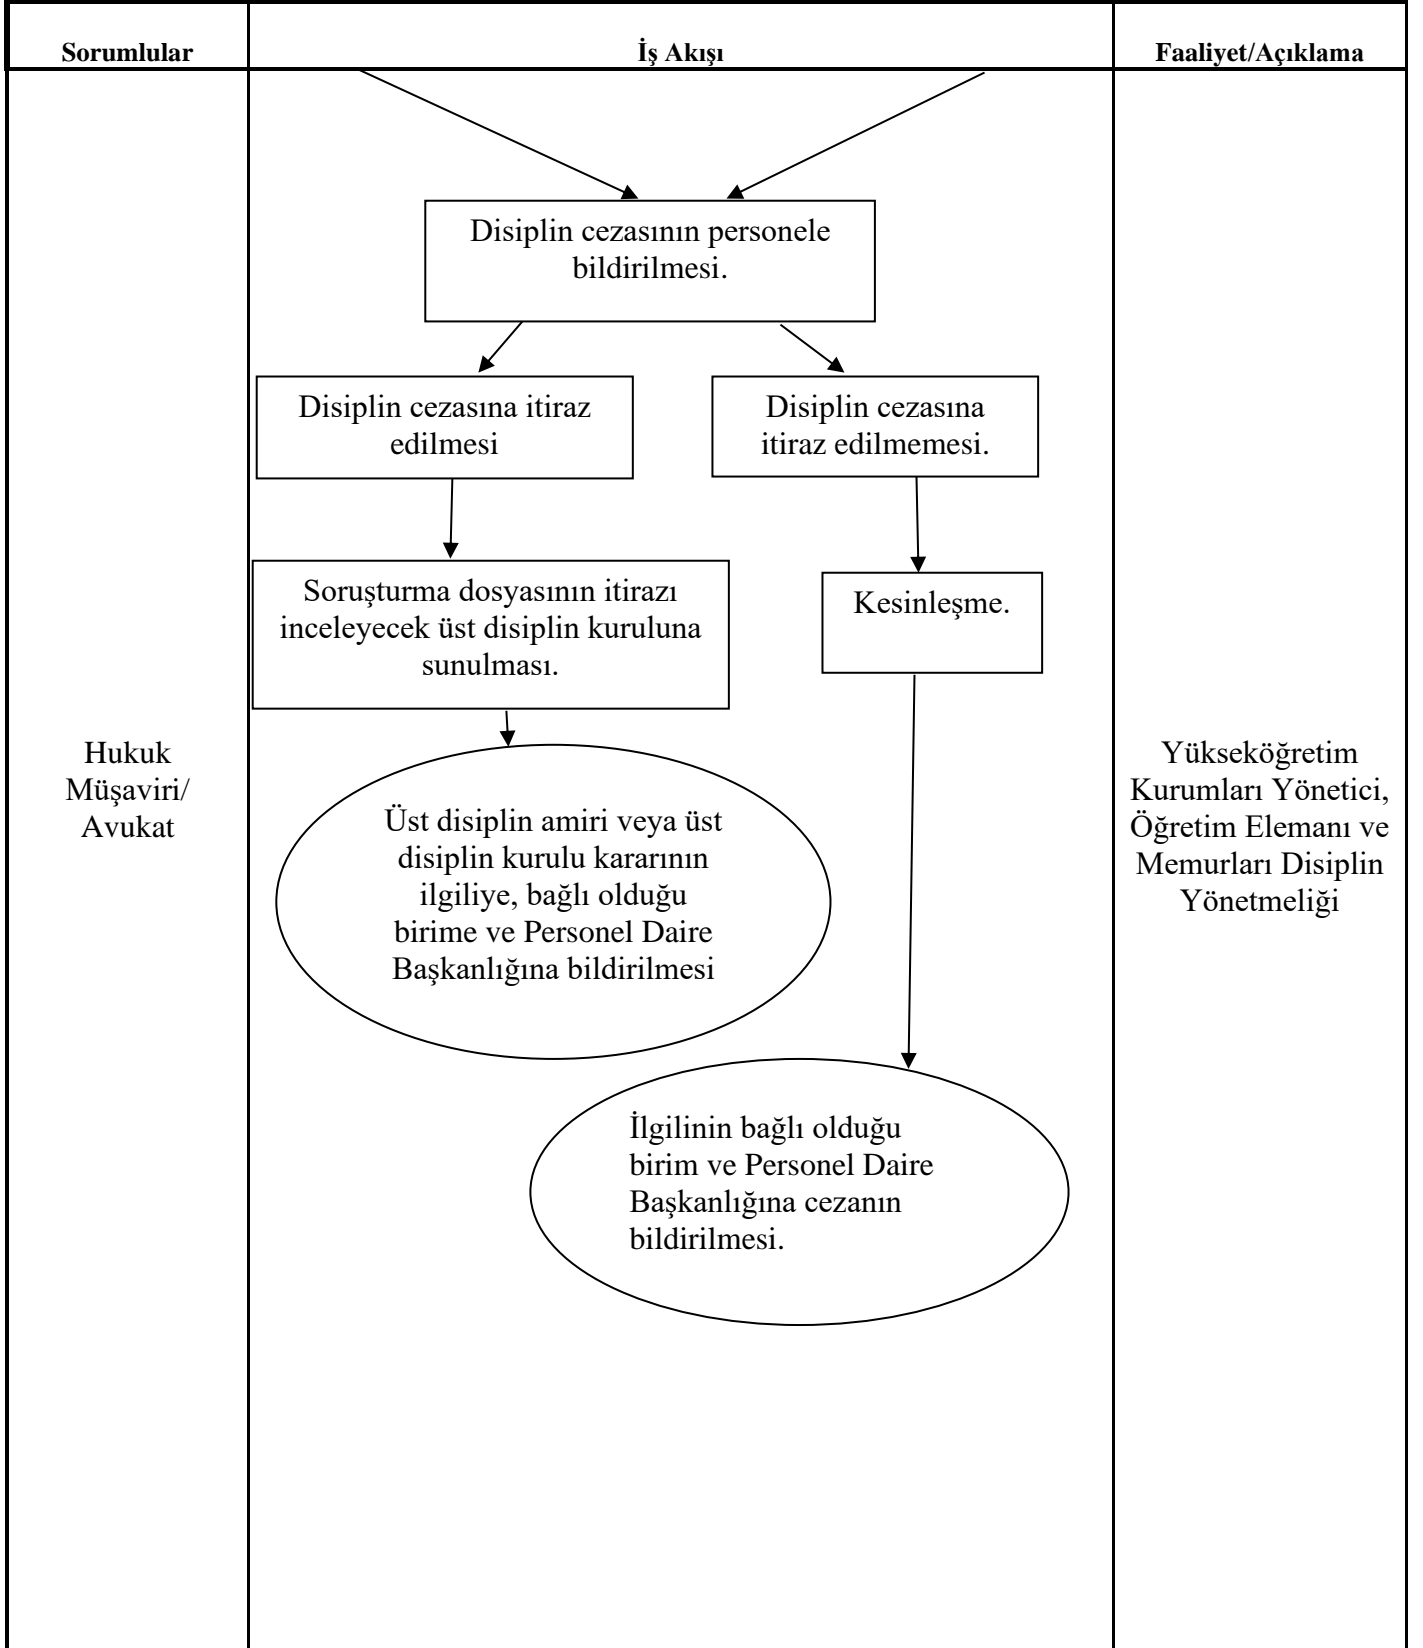 Sorumlular
İş Akışı
Faaliyet/Açıklama
Disiplin cezasının personele
bildirilmesi.
Disiplin cezasına itiraz
edilmesi
Disiplin cezasına
itiraz edilmemesi.
Soruşturma dosyasının itirazı
inceleyecek üst disiplin kuruluna
sunulması.
Kesinleşme.
Hukuk
Müşaviri/
Avukat
Üst disiplin amiri veya üst
disiplin kurulu kararının
ilgiliye, bağlı olduğu
birime ve Personel Daire
Başkanlığına bildirilmesi
Yükseköğretim
Kurumları Yönetici,
Öğretim Elemanı ve
Memurları Disiplin
Yönetmeliği
İlgilinin bağlı olduğu
birim ve Personel Daire
Başkanlığına cezanın
bildirilmesi.